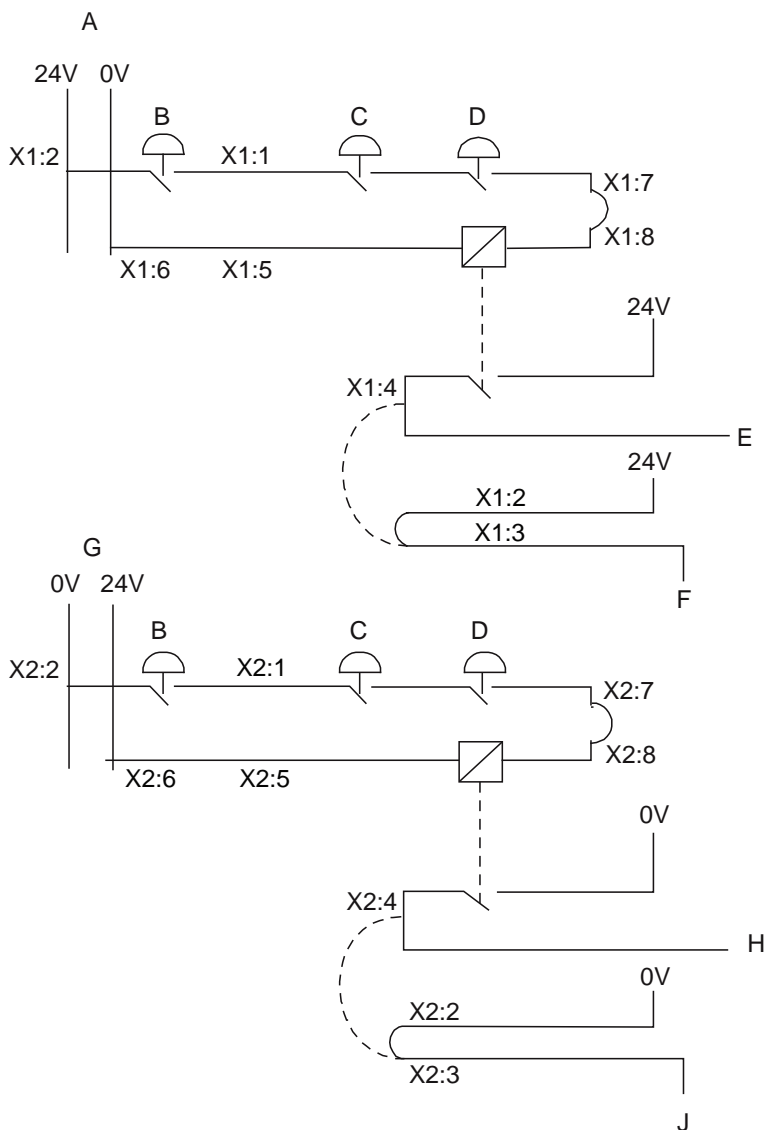 A
24V 0V
B C D
X1:2 X1:1 X1:7
X1:8
X1:6 X1:5
24V
X1:4
E
24V
X1:2
X1:3
F
G
0V 24V
B C D
X2:2 X2:1 X2:7
X2:8
X2:6 X2:5
0V
X2:4
H
0V
X2:2
X2:3
J